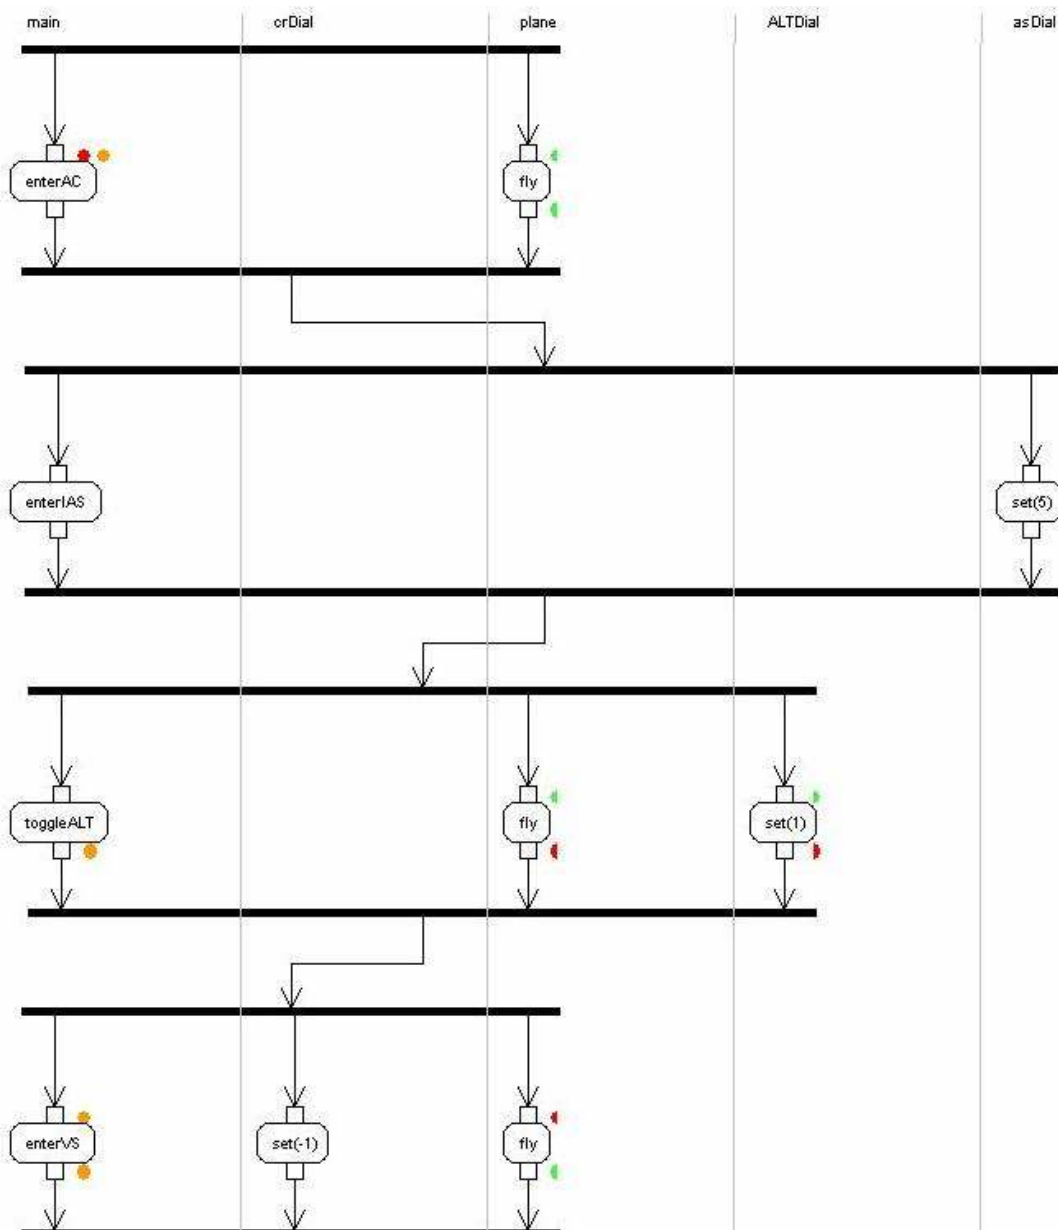 main crDial plane ALTDial asDial
enterAC fly
enterIAS set(5)
toggleALT fly set(1)
enterVS set(-1) fly